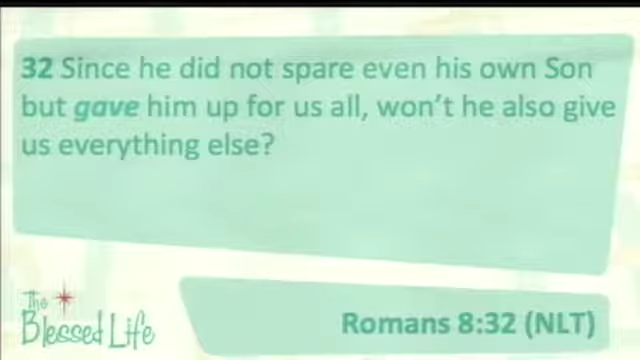 32 Since he did not spare even his own Son
but gave him up for us all, won't he also give
us everything else?
The
Blessed Life
Romans 8:32 (NLT)